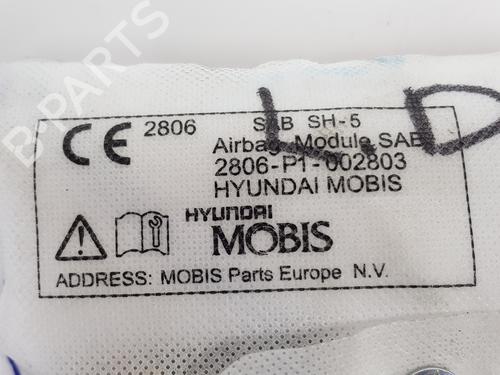 L D
CE 2806 SAB SH-5
Airbag Module SAB
2806-P1-002803
HYUNDAI MOBIS
HYUNDAI
MOBIS
ADDRESS: MOBIS Parts Europe N.V.
B-PARTS